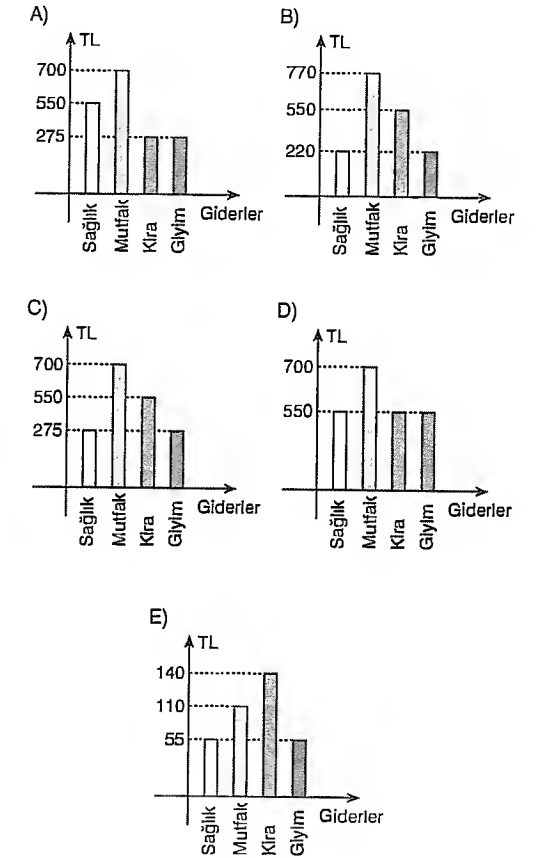 A)
TL
700
550
275
Giderler
Sağlık
Mutfak
Kira
Giyim
B)
TL
770
550
220
Giderler
Sağlık
Mutfak
Kira
Giyim
C)
TL
700
550
275
Giderler
Sağlık
Mutfak
Kira
Giyim
D)
TL
700
550
Giderler
Sağlık
Mutfak
Kira
Giyim
E)
TL
140
110
55
Giderler
Sağlık
Mutfak
Kira
Giyim